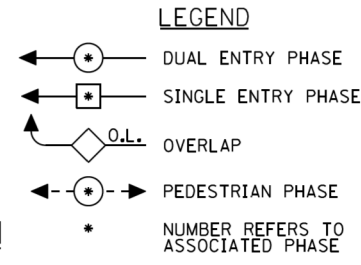 LEGEND
* DUAL ENTRY PHASE
* SINGLE ENTRY PHASE
O.L. OVERLAP
* PEDESTRIAN PHASE
* NUMBER REFERS TO
ASSOCIATED PHASE